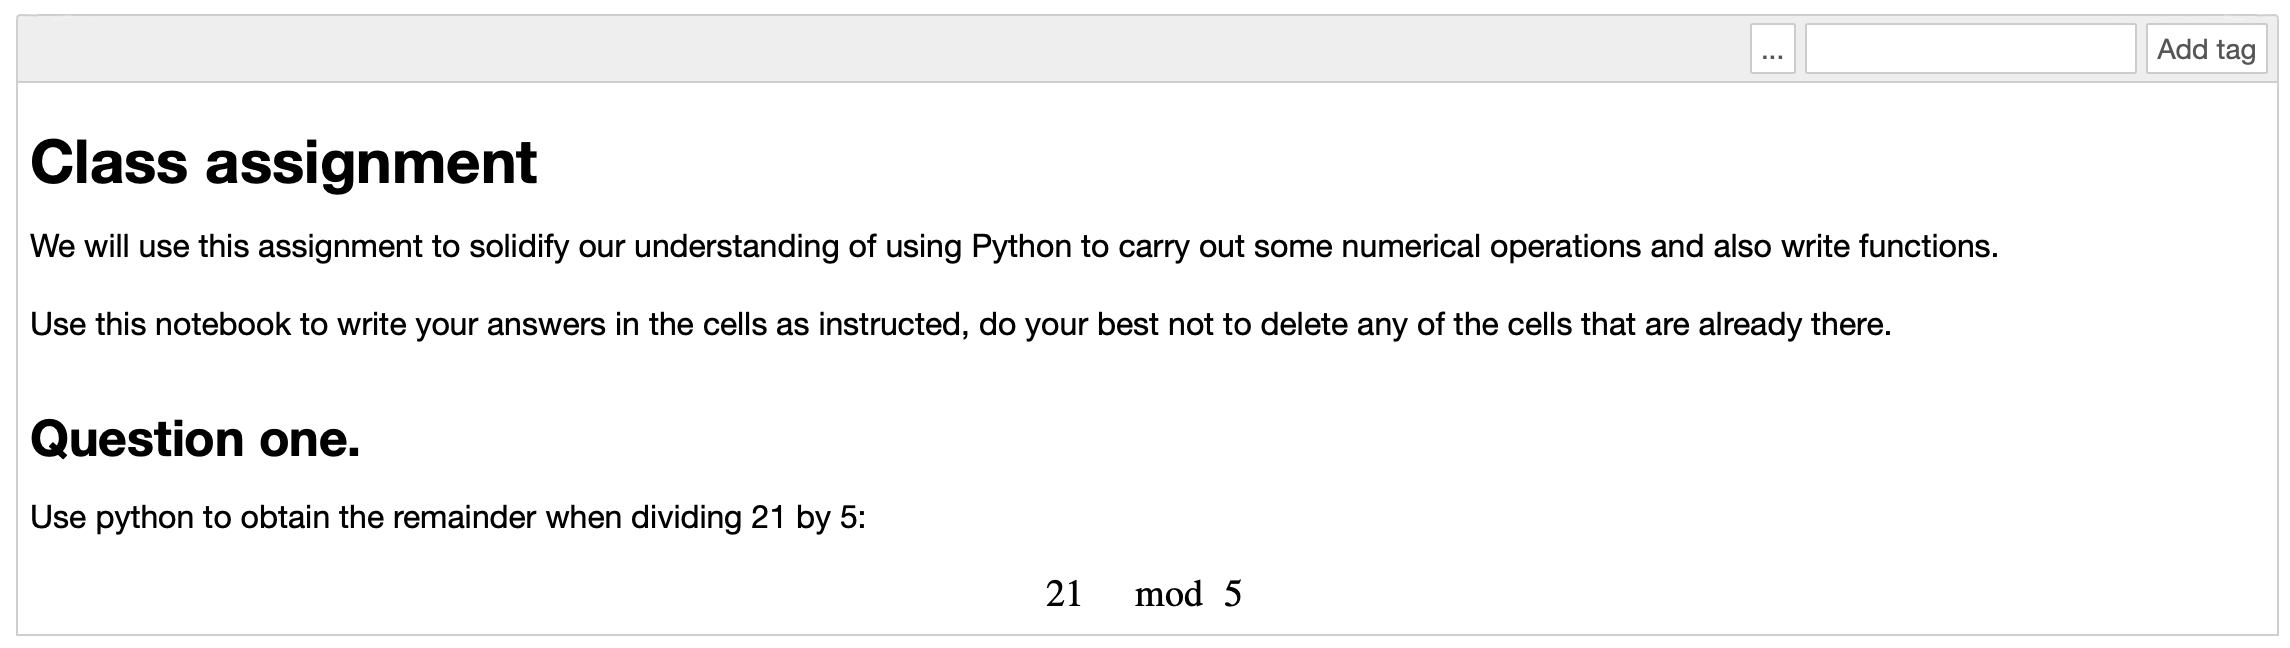 ... Add tag
Class assignment
We will use this assignment to solidify our understanding of using Python to carry out some numerical operations and also write functions.
Use this notebook to write your answers in the cells as instructed, do your best not to delete any of the cells that are already there.
Question one.
Use python to obtain the remainder when dividing 21 by 5:
21 mod 5